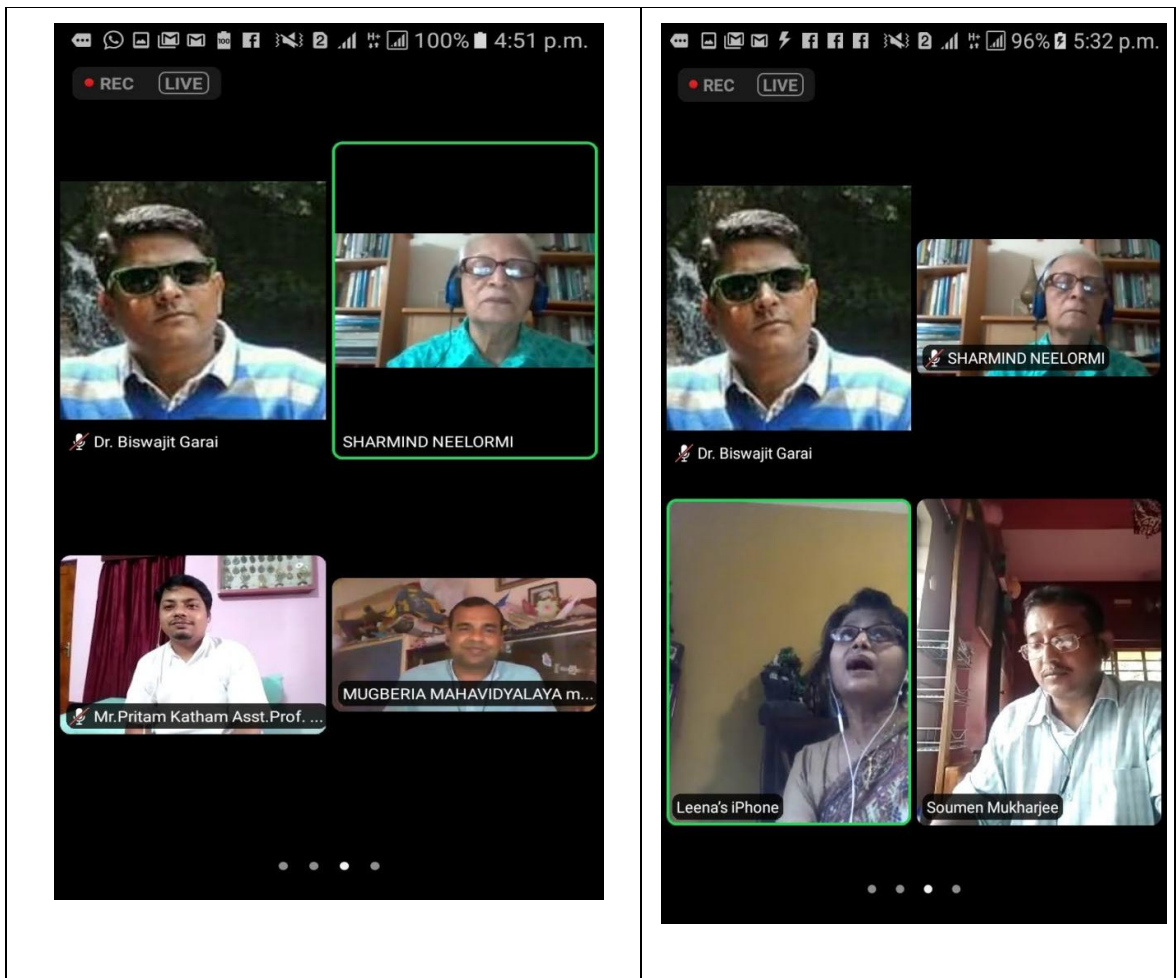 100% 4:51 p.m.
REC LIVE
Dr. Biswajit Garai
SHARMIND NEELORMI
Mr.Pritam Katham Asst.Prof. ...
MUGBERIA MAHAVIDYALAYA m...
96% 5:32 p.m.
REC LIVE
SHARMIND NEELORMI
Dr. Biswajit Garai
Leena's iPhone
Soumen Mukharjee